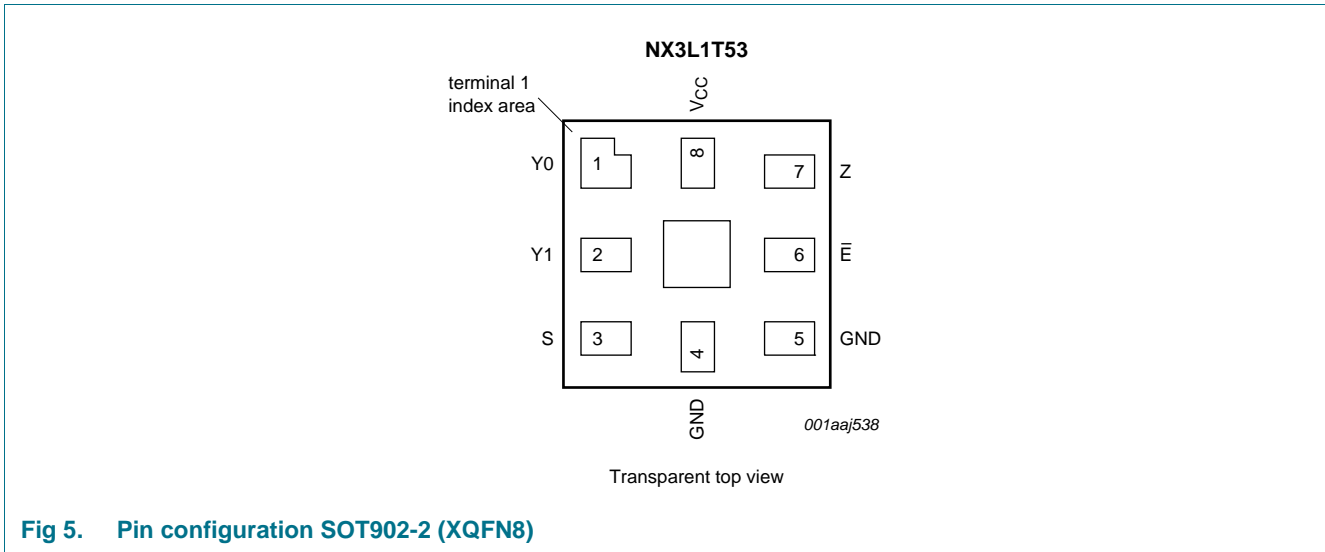 NX3L1T53
terminal 1
index area
VCC
Y0
1
8
7
Z
Y1
2
6
E̅
S
3
4
5
GND
GND
001aaj538
Transparent top view
Fig 5. Pin configuration SOT902-2 (XQFN8)